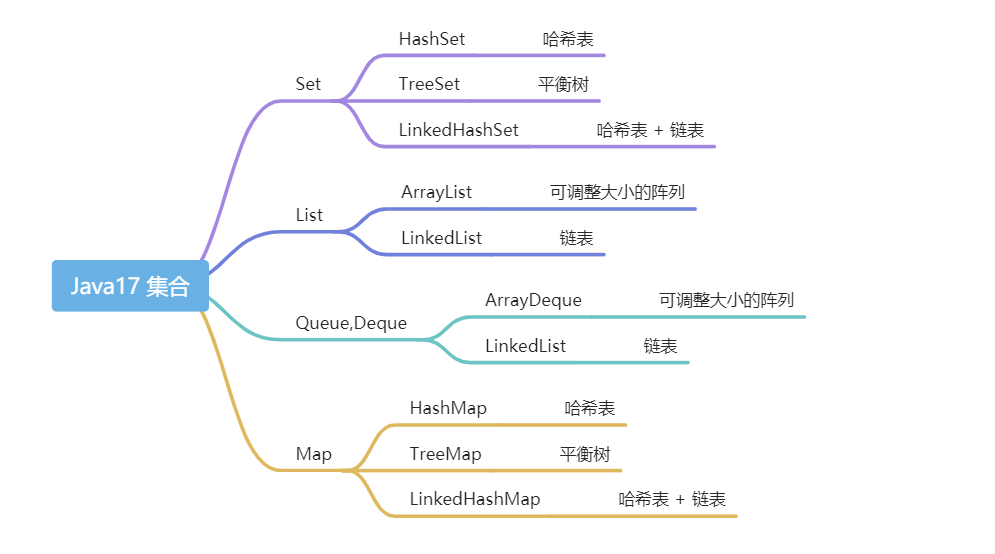 Java17 集合
Set
HashSet 哈希表
TreeSet 平衡树
LinkedHashSet 哈希表 + 链表
List
ArrayList 可调整大小的阵列
LinkedList 链表
Queue,Deque
ArrayDeque 可调整大小的阵列
LinkedList 链表
Map
HashMap 哈希表
TreeMap 平衡树
LinkedHashMap 哈希表 + 链表